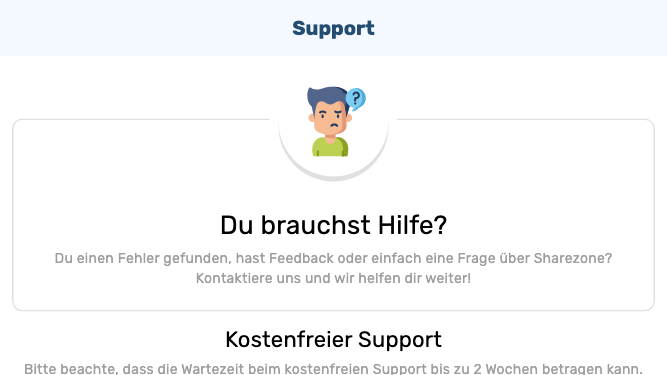 Support
?
Du brauchst Hilfe?
Du einen Fehler gefunden, hast Feedback oder einfach eine Frage über Sharezone?
Kontaktiere uns und wir helfen dir weiter!
Kostenfreier Support
Bitte beachte, dass die Wartezeit beim kostenfreien Support bis zu 2 Wochen betragen kann.